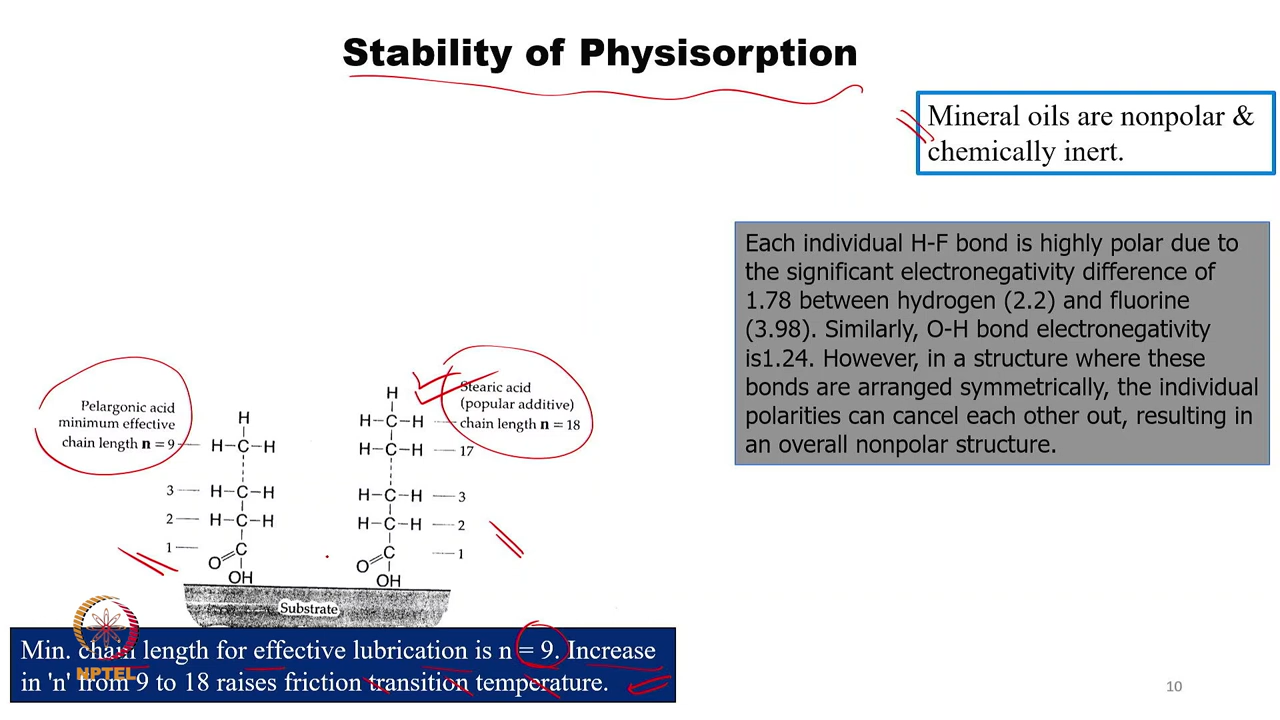 Stability of Physisorption
Mineral oils are nonpolar &
chemically inert.
Each individual H-F bond is highly polar due to
the significant electronegativity difference of
1.78 between hydrogen (2.2) and fluorine
(3.98). Similarly, O-H bond electronegativity
is1.24. However, in a structure where these
bonds are arranged symmetrically, the individual
polarities can cancel each other out, resulting in
an overall nonpolar structure.
Pelargonic acid
minimum effective
chain length n = 9
H
H-C-H
3 H-C-H
2 H-C-H
1 C
O
OH
Stearic acid
(popular additive)
chain length n = 18
H
H-C-H
H-C-H 17
H-C-H 3
H-C-H 2
C 1
O
OH
Substrate
Min. chain length for effective lubrication is n = 9. Increase
in 'n' from 9 to 18 raises friction transition temperature.
NPTEL
10